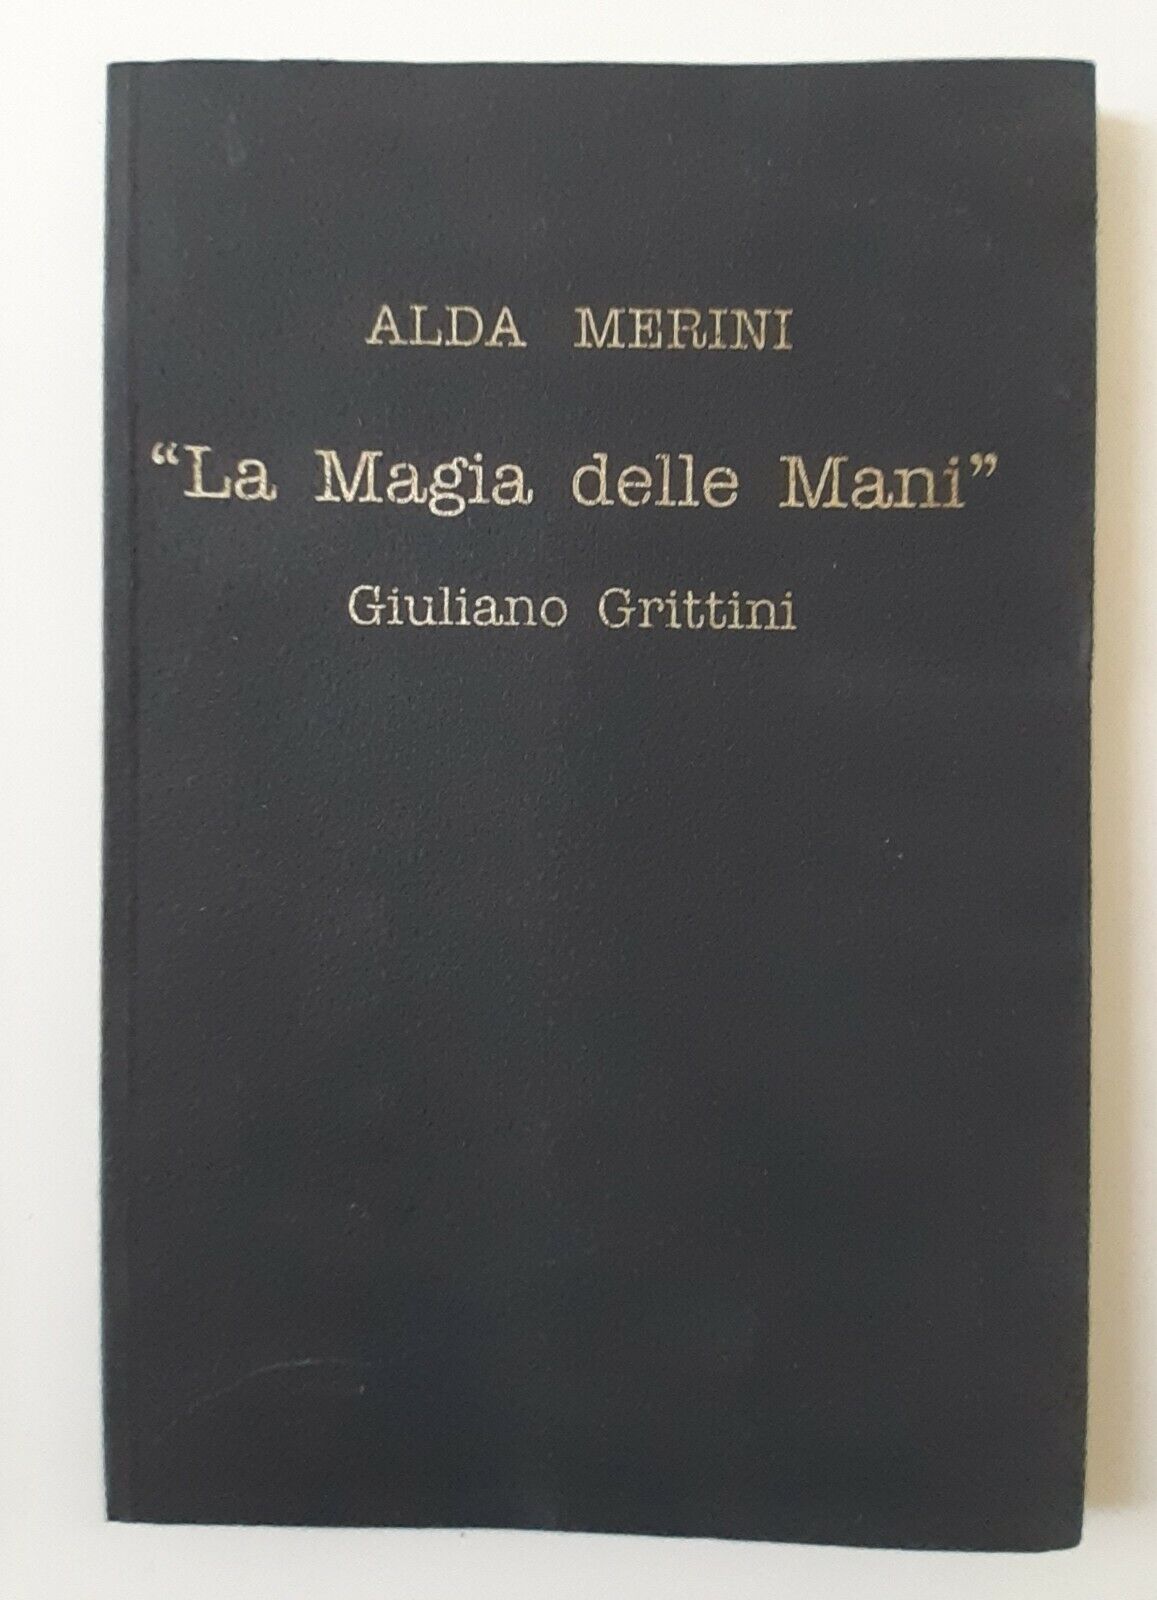 ALDA MERINI
“La Magia delle Mani”
Giuliano Grittini